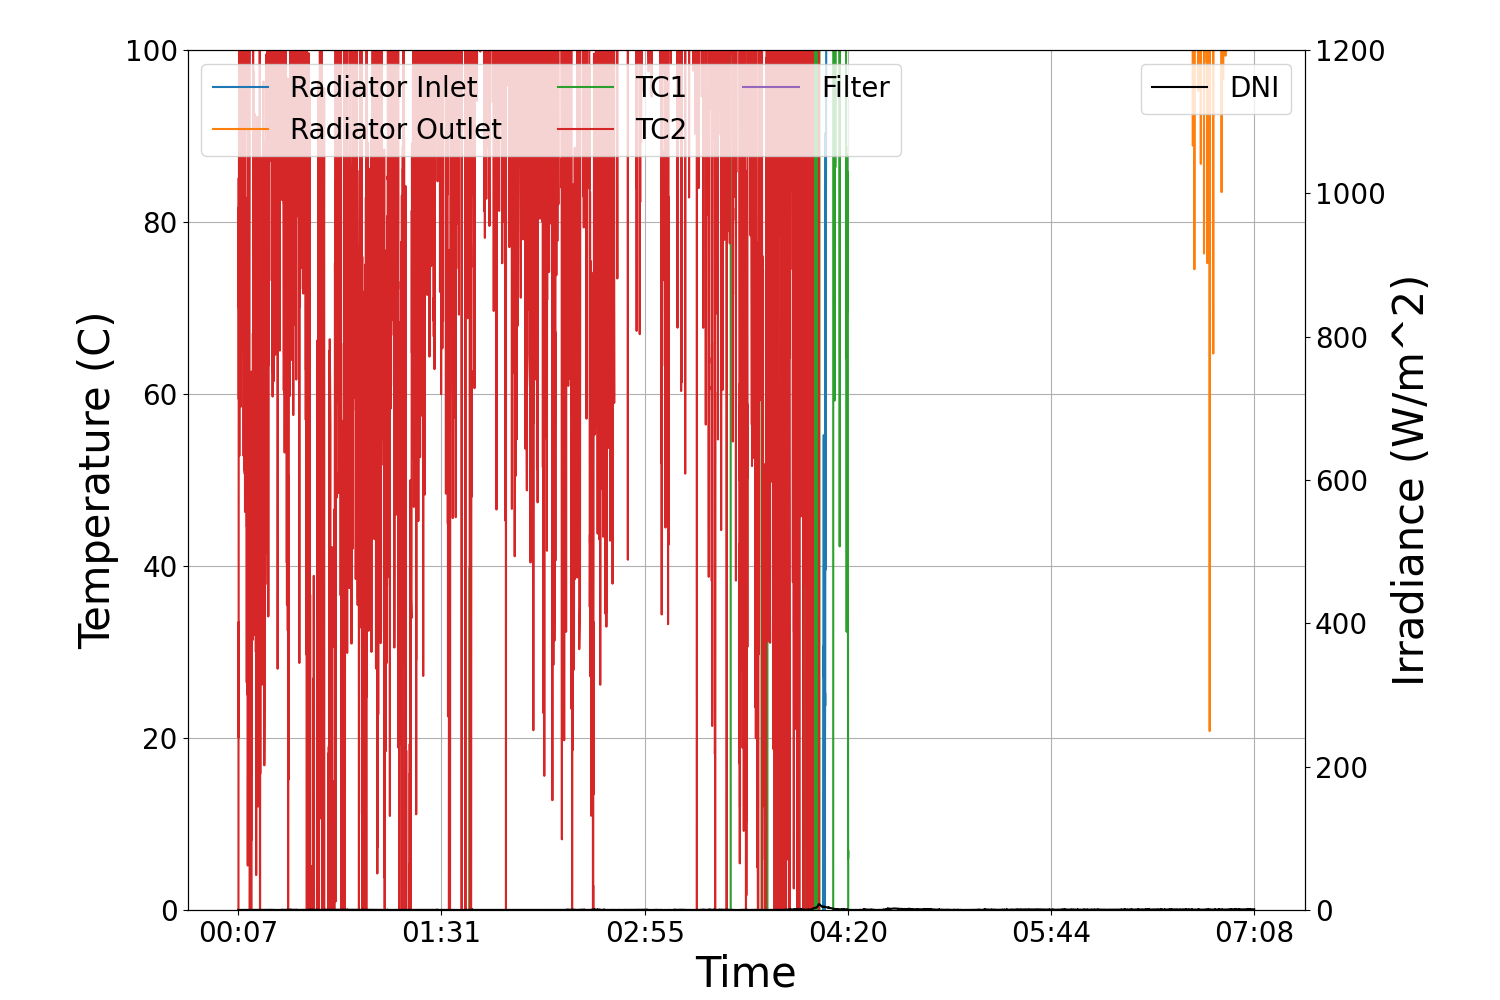 100
80
60
40
20
0
Temperature (C)
Radiator Inlet
Radiator Outlet
TC1
TC2
Filter
DNI
1200
1000
800
600
400
200
0
Irradiance (W/m^2)
00:07
01:31
02:55
04:20
05:44
07:08
Time